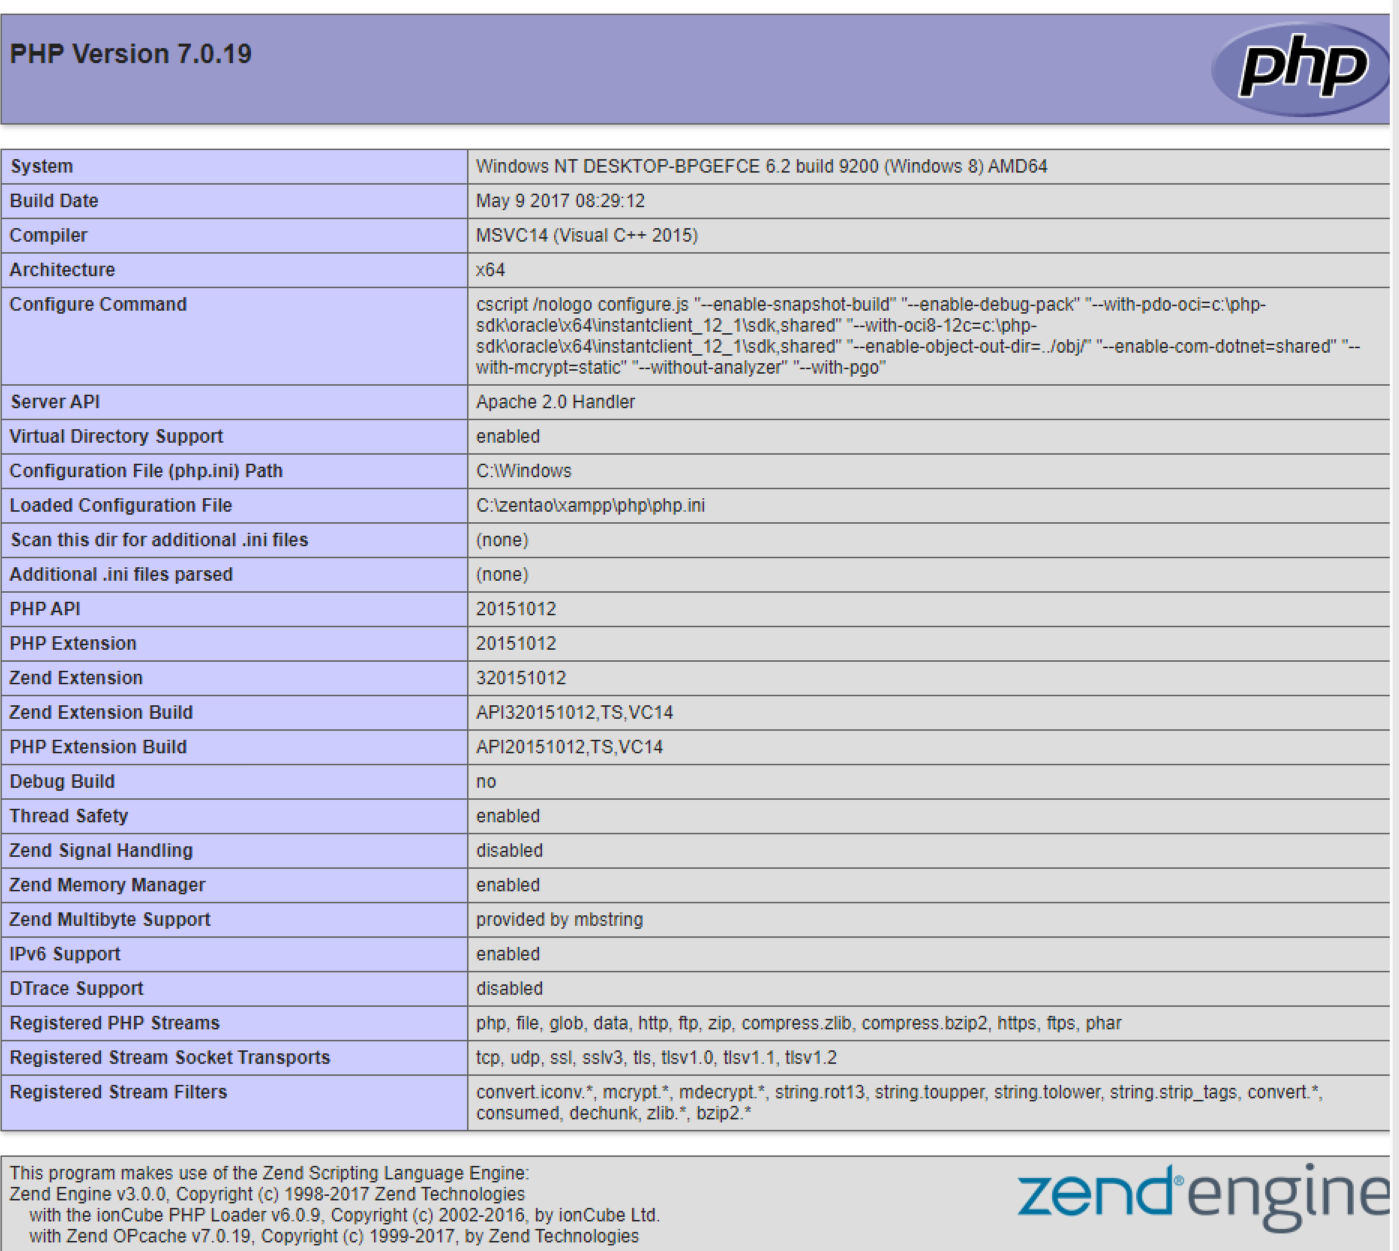 PHP Version 7.0.19
php
System Windows NT DESKTOP-BPGEFCE 6.2 build 9200 (Windows 8) AMD64
Build Date May 9 2017 08:29:12
Compiler MSVC14 (Visual C++ 2015)
Architecture x64
Configure Command cscript /nologo configure.js "--enable-snapshot-build" "--enable-debug-pack" "--with-pdo-oci=c:\php-
sdk\oracle\x64\instantclient_12_1\sdk,shared" "--with-oci8-12c=c:\php-
sdk\oracle\x64\instantclient_12_1\sdk,shared" "--enable-object-out-dir=../obj/" "--enable-com-dotnet=shared" "--
with-mcrypt=static" "--without-analyzer" "--with-pgo"
Server API Apache 2.0 Handler
Virtual Directory Support enabled
Configuration File (php.ini) Path C:\Windows
Loaded Configuration File C:\zentao\xampp\php\php.ini
Scan this dir for additional .ini files (none)
Additional .ini files parsed (none)
PHP API 20151012
PHP Extension 20151012
Zend Extension 320151012
Zend Extension Build API320151012,TS,VC14
PHP Extension Build API20151012,TS,VC14
Debug Build no
Thread Safety enabled
Zend Signal Handling disabled
Zend Memory Manager enabled
Zend Multibyte Support provided by mbstring
IPv6 Support enabled
DTrace Support disabled
Registered PHP Streams php, file, glob, data, http, ftp, zip, compress.zlib, compress.bzip2, https, ftps, phar
Registered Stream Socket Transports tcp, udp, ssl, sslv3, tls, tlsv1.0, tlsv1.1, tlsv1.2
Registered Stream Filters convert.iconv.*, mcrypt.*, mdecrypt.*, string.rot13, string.toupper, string.tolower, string.strip_tags, convert.*,
consumed, dechunk, zlib.*, bzip2.*
This program makes use of the Zend Scripting Language Engine:
Zend Engine v3.0.0, Copyright (c) 1998-2017 Zend Technologies
with the ionCube PHP Loader v6.0.9, Copyright (c) 2002-2016, by ionCube Ltd.
with Zend OPcache v7.0.19, Copyright (c) 1999-2017, by Zend Technologies
zend®engine